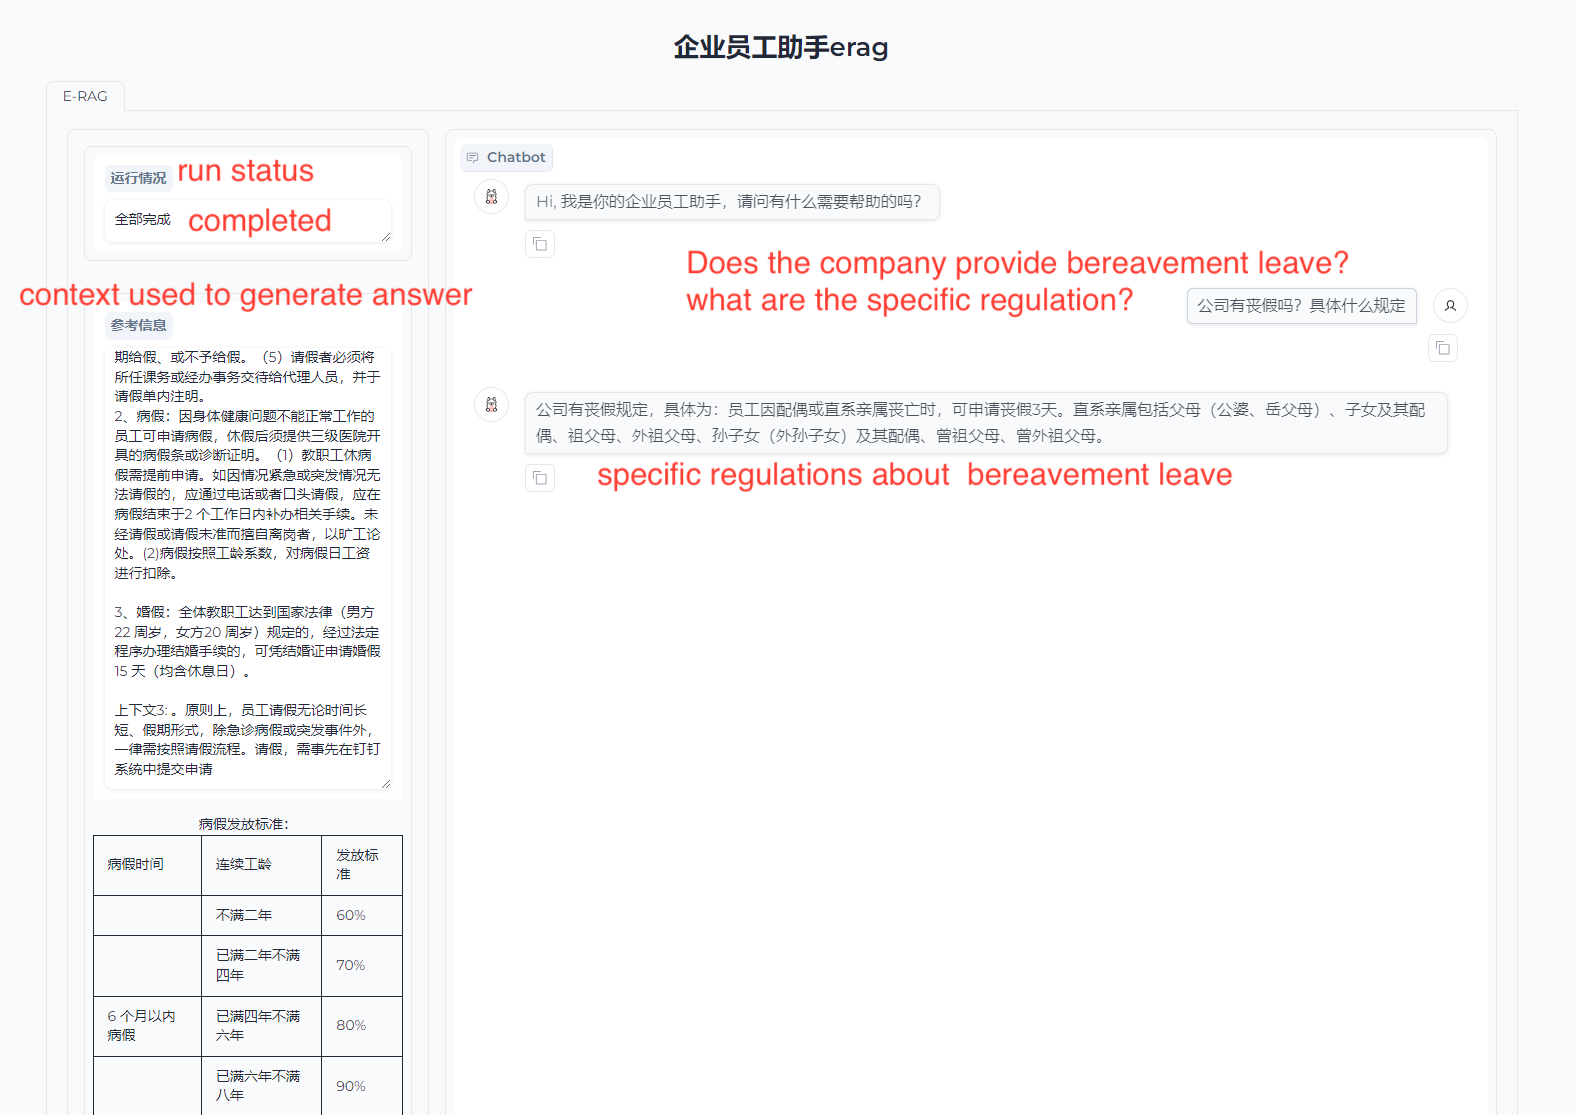 企业员工助手erag
E-RAG
运行情况 run status
全部完成 completed
context used to generate answer
参考信息
期给假、或不予给假。（5）请假者必须将
所任课务或经办事务交待给代理人员，并于
请假单内注明。
2、病假：因身体健康问题不能正常工作的
员工可申请病假，休假后须提供三级医院开
具的病假条或诊断证明。（1）教职工休病
假需提前申请。如因情况紧急或突发情况无
法请假的，应通过电话或者口头请假，应在
病假结束于2 个工作日内补办相关手续。未
经请假或请假未准而擅自离岗者，以旷工论
处。(2)病假按照工龄系数，对病假日工资
进行扣除。
3、婚假：全体教职工达到国家法律（男方
22 周岁，女方20 周岁）规定的，经过法定
程序办理结婚手续的，可凭结婚证申请婚假
15 天（均含休息日）。
上下文3: 。原则上，员工请假无论时间长
短、假期形式，除急诊病假或突发事件外，
一律需按照请假流程。请假，需事先在钉钉
系统中提交申请
病假发放标准：
病假时间 连续工龄 发放标
准
不满二年 60%
已满二年不满
四年 70%
6 个月以内
病假 已满四年不满
六年 80%
已满六年不满
八年 90%
Chatbot
Hi, 我是你的企业员工助手，请问有什么需要帮助的吗？
Does the company provide bereavement leave?
what are the specific regulation?
公司有丧假吗？具体什么规定
公司有丧假规定，具体为：员工因配偶或直系亲属丧亡时，可申请丧假3天。直系亲属包括父母（公婆、岳父母）、子女及其配
偶、祖父母、外祖父母、孙子女（外孙子女）及其配偶、曾祖父母、曾外祖父母。
specific regulations about bereavement leave